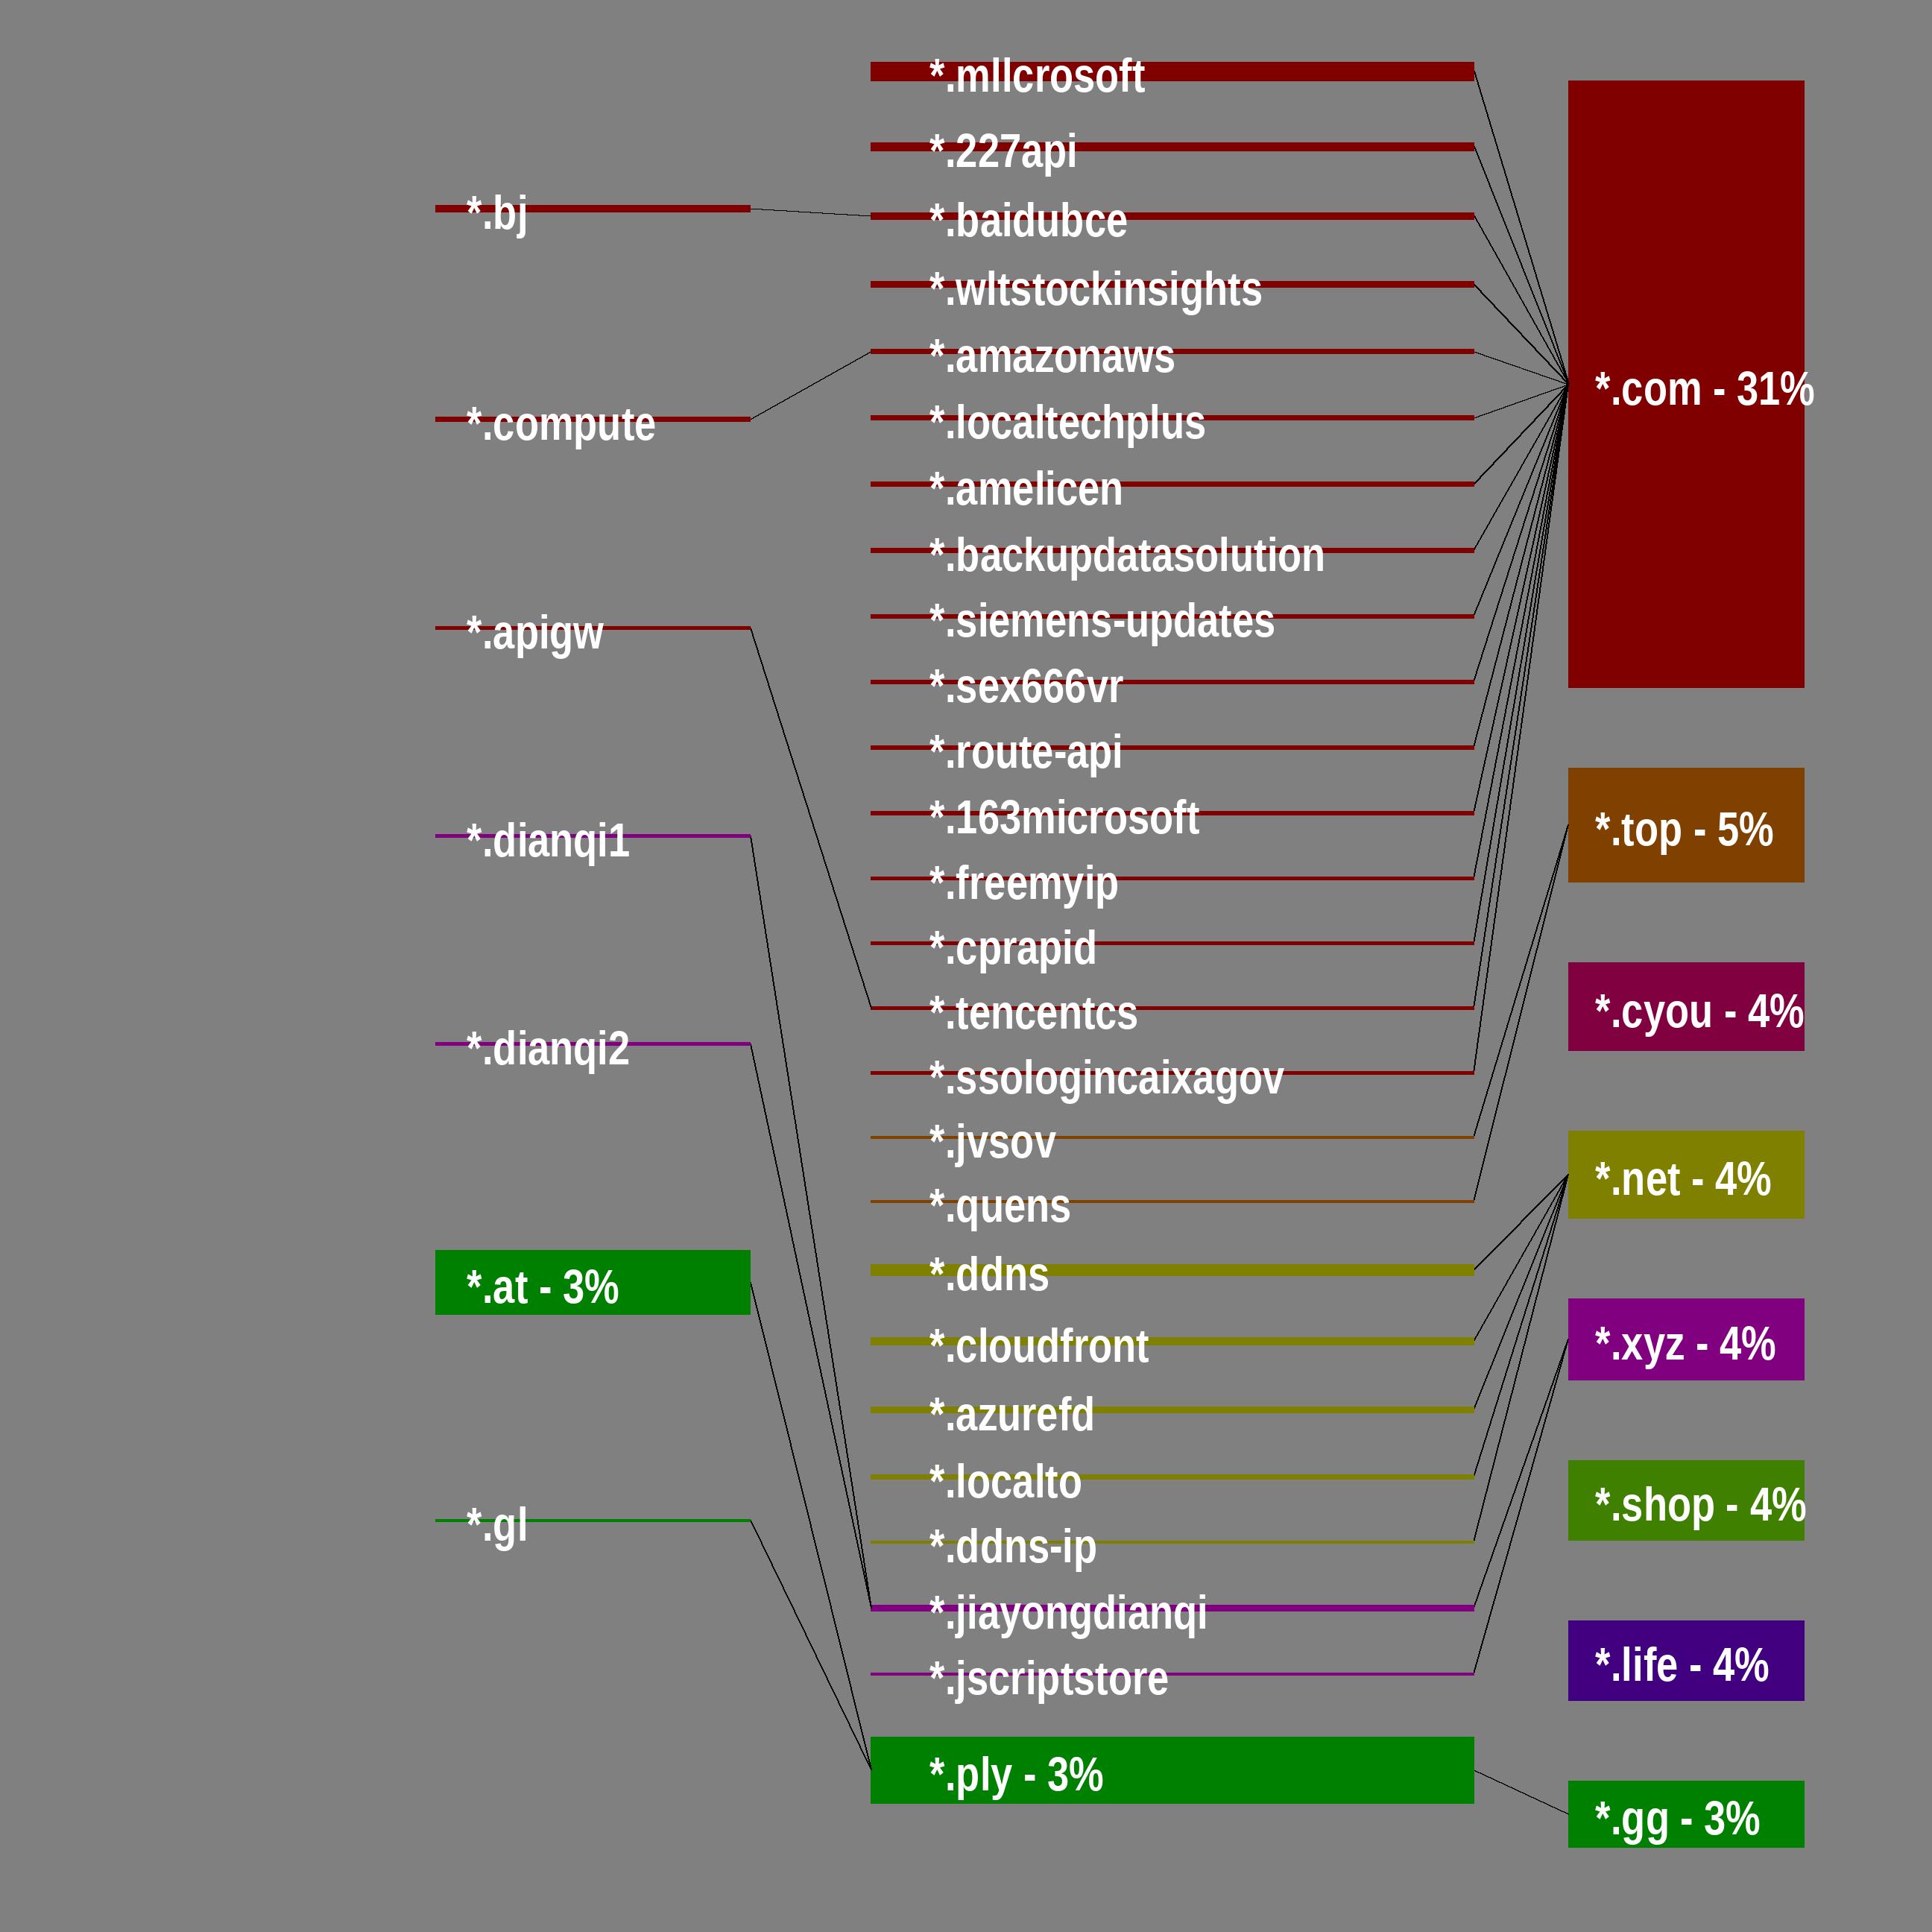 *.bj
*.compute
*.apigw
*.dianqi1
*.dianqi2
*.at - 3%
*.gl
*.mllcrosoft
*.227api
*.baidubce
*.wltstockinsights
*.amazonaws
*.localtechplus
*.amelicen
*.backupdatasolution
*.siemens-updates
*.sex666vr
*.route-api
*.163microsoft
*.freemyip
*.cprapid
*.tencentcs
*.ssologincaixagov
*.jvsov
*.quens
*.ddns
*.cloudfront
*.azurefd
*.localto
*.ddns-ip
*.jiayongdianqi
*.jscriptstore
*.ply - 3%
*.com - 31%
*.top - 5%
*.cyou - 4%
*.net - 4%
*.xyz - 4%
*.shop - 4%
*.life - 4%
*.gg - 3%